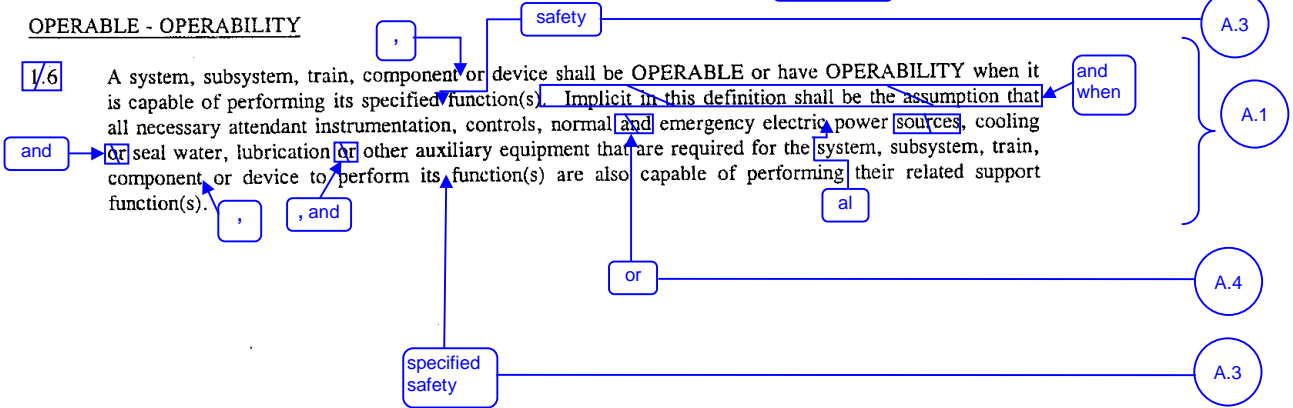 safety
A.3
OPERABLE - OPERABILITY
,
1.6
A system, subsystem, train, component or device shall be OPERABLE or have OPERABILITY when it
is capable of performing its specified function(s). Implicit in this definition shall be the assumption that
all necessary attendant instrumentation, controls, normal and emergency electric power sources, cooling
or seal water, lubrication or other auxiliary equipment that are required for the system, subsystem, train,
component or device to perform its function(s) are also capable of performing their related support
function(s).
and
when
A.1
and
,
, and
al
or
A.4
specified
safety
A.3